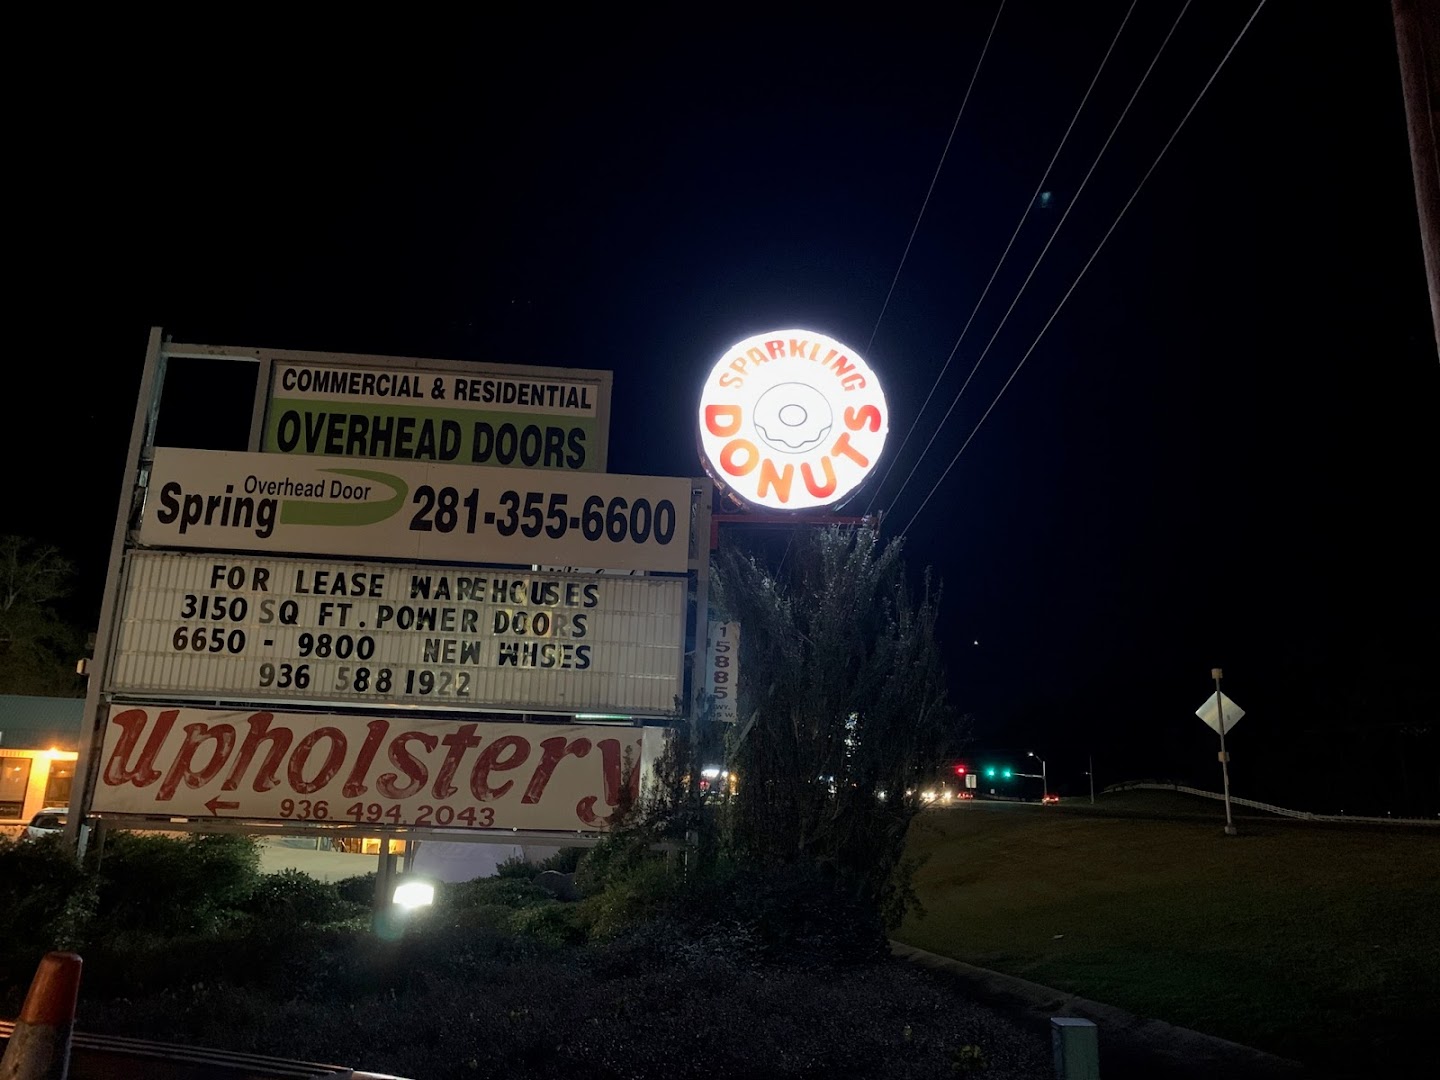 COMMERCIAL & RESIDENTIAL
OVERHEAD DOORS
Overhead Door
Spring 281-355-6600
FOR LEASE WAREHOUSES
3150 SQ FT. POWER DOORS
6650 - 9800 NEW WHSES
936 588 1922
Upholstery
← 936.494.2043
SPARKLING
DONUTS
15885